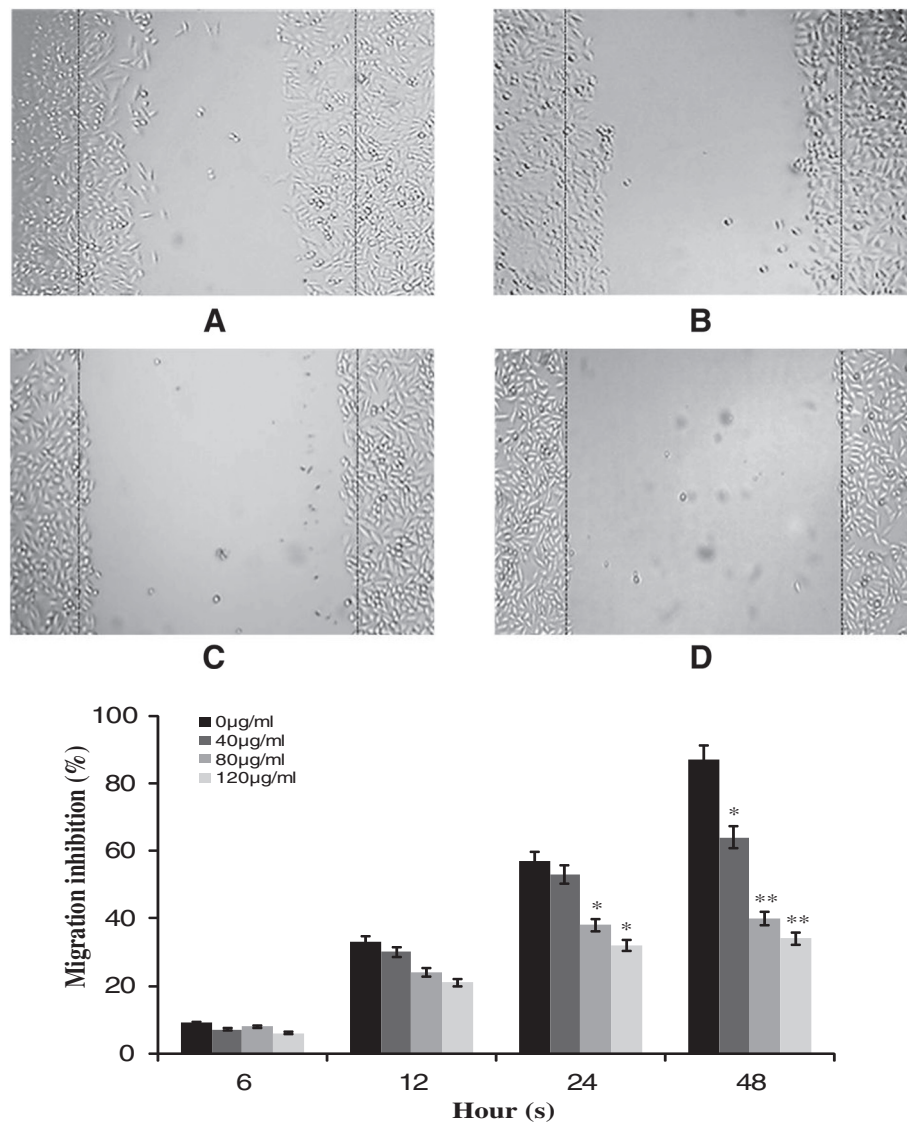 A
B
C
D
100
80
60
40
20
0
Migration inhibition (%)
0µg/ml
40µg/ml
80µg/ml
120µg/ml
* *
* ** **
6 12 24 48
Hour (s)